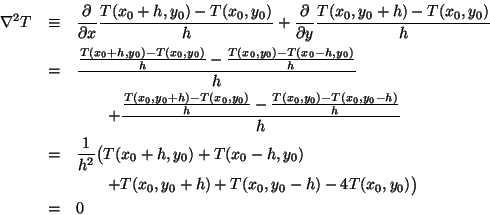 ∇²T ≡ ∂/∂x (T(x₀ + h, y₀) − T(x₀, y₀))/h + ∂/∂y (T(x₀, y₀ + h) − T(x₀, y₀))/h
= ((T(x₀+h,y₀)−T(x₀,y₀))/h − (T(x₀,y₀)−T(x₀−h,y₀))/h)/h
+((T(x₀,y₀+h)−T(x₀,y₀))/h − (T(x₀,y₀)−T(x₀,y₀−h))/h)/h
= 1/h² (T(x₀ + h, y₀) + T(x₀ − h, y₀)
+T(x₀, y₀ + h) + T(x₀, y₀ − h) − 4T(x₀, y₀))
= 0